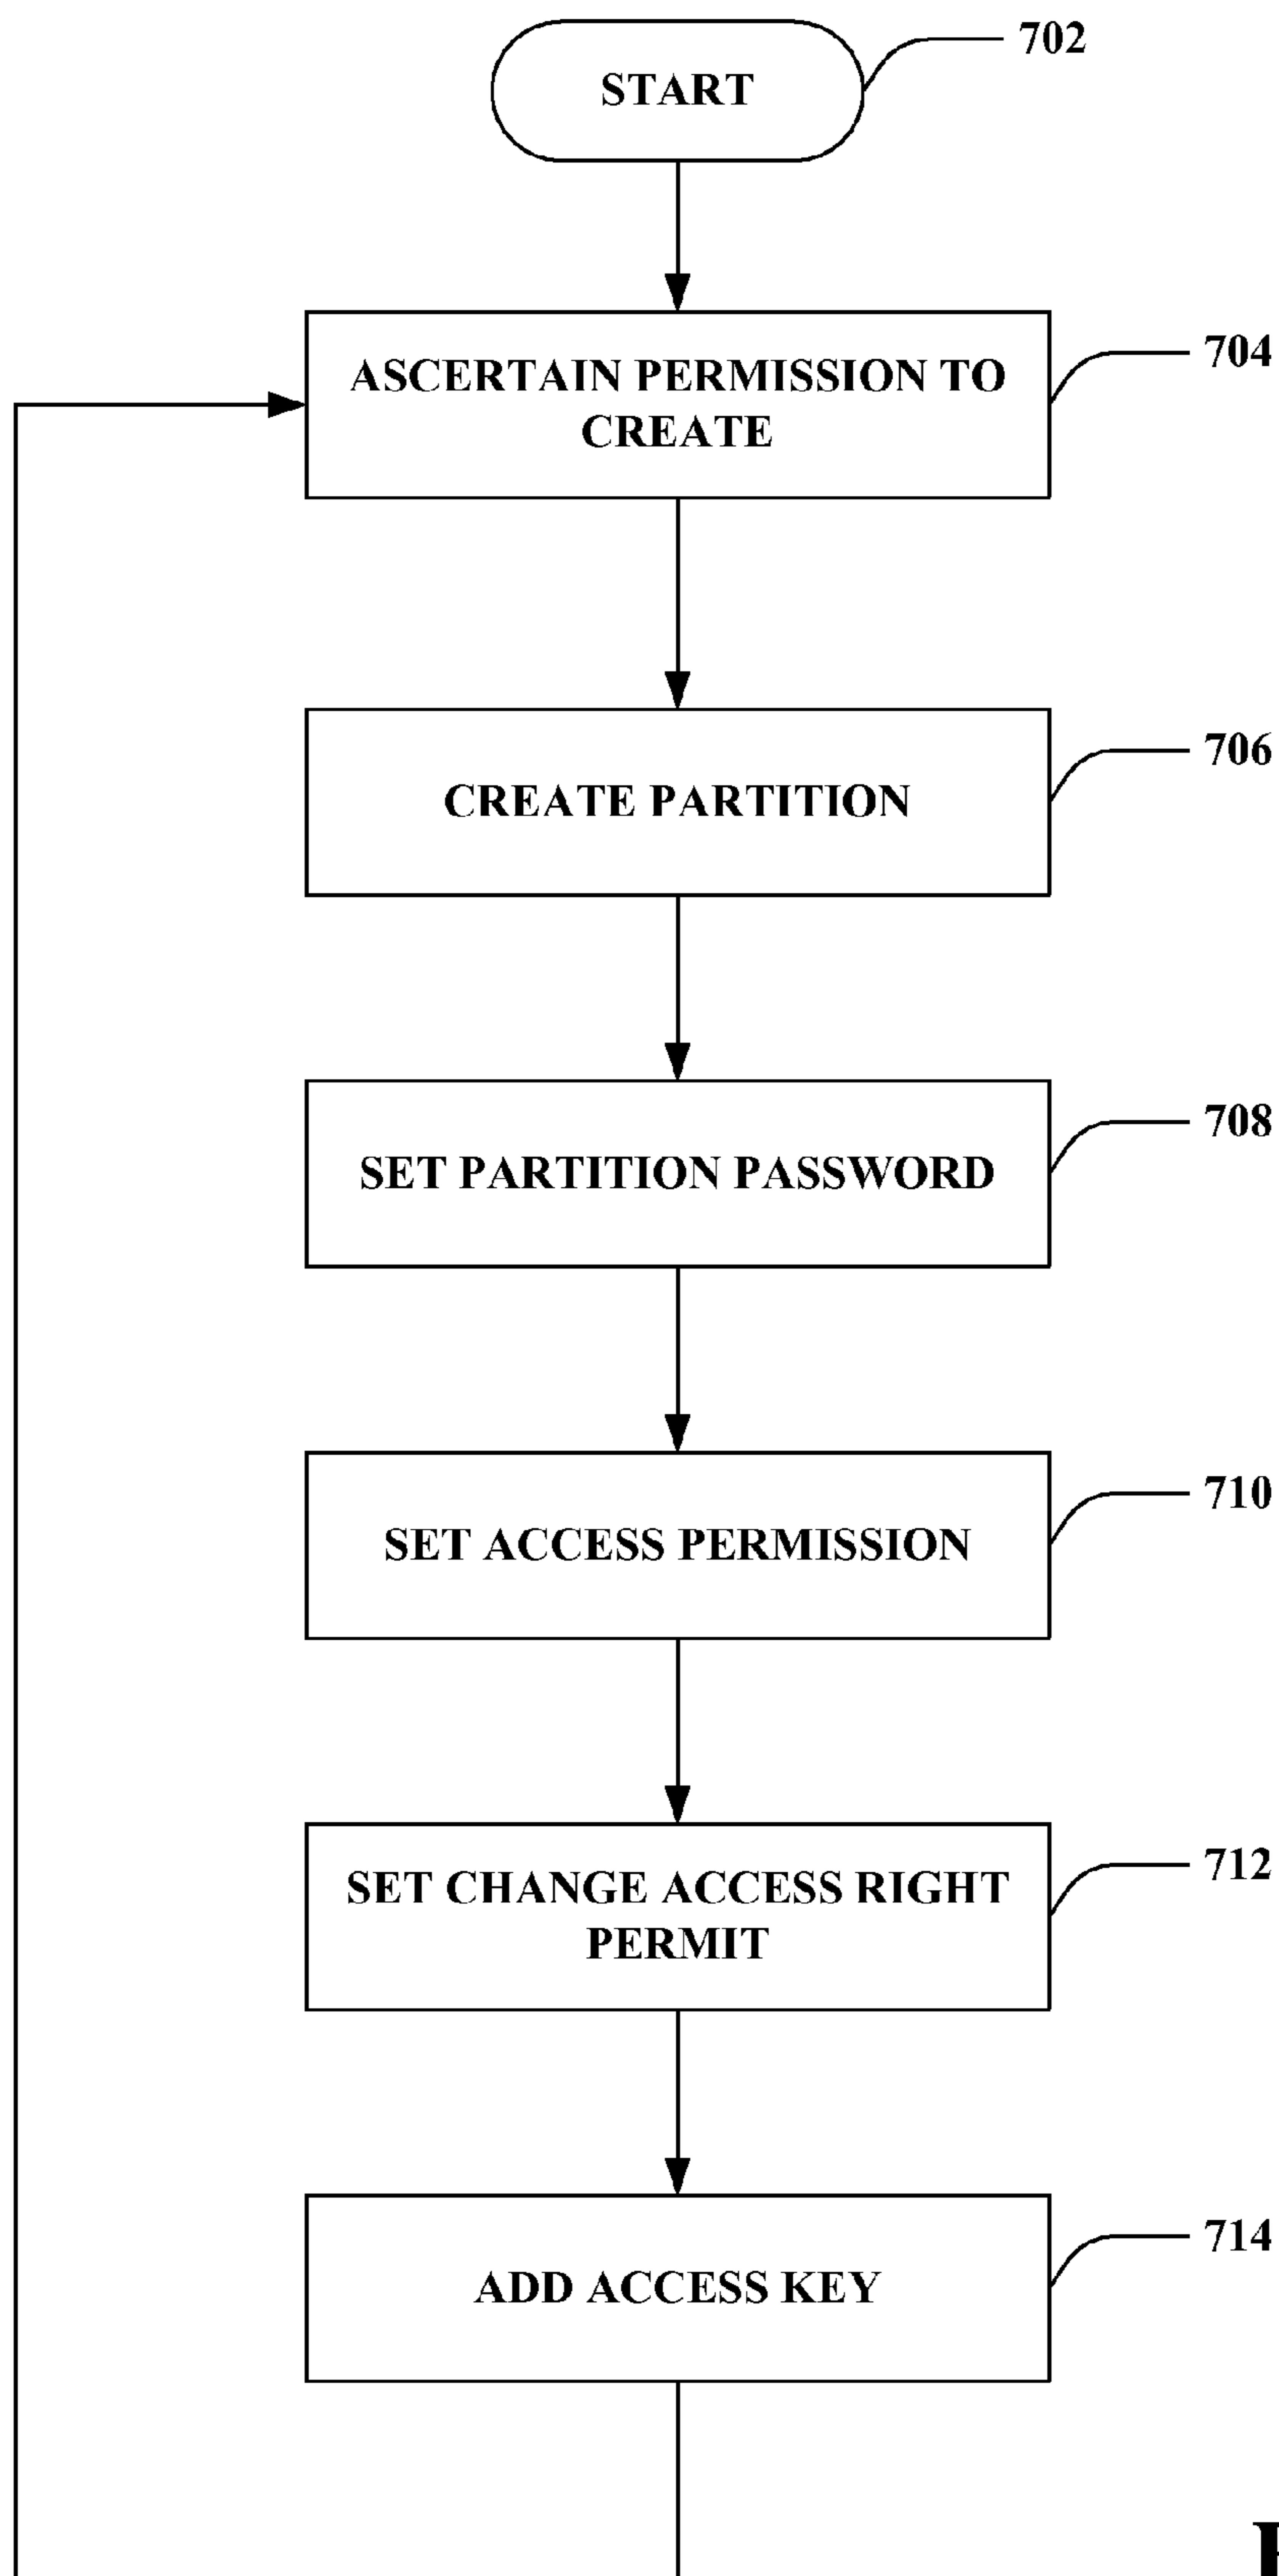 START
702
ASCERTAIN PERMISSION TO
CREATE
704
CREATE PARTITION
706
SET PARTITION PASSWORD
708
SET ACCESS PERMISSION
710
SET CHANGE ACCESS RIGHT
PERMIT
712
ADD ACCESS KEY
714